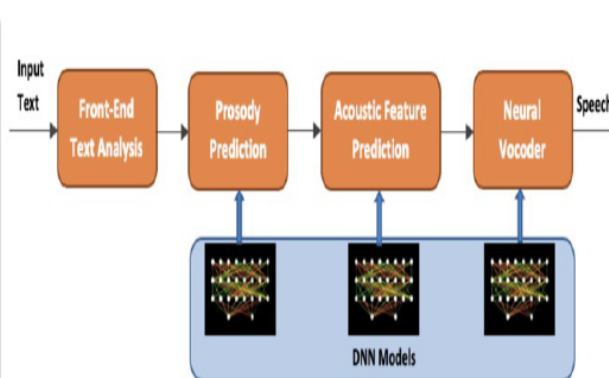 Input
Text
Front-End
Text Analysis
Prosody
Prediction
Acoustic Feature
Prediction
Neural
Vocoder
Speech
DNN Models